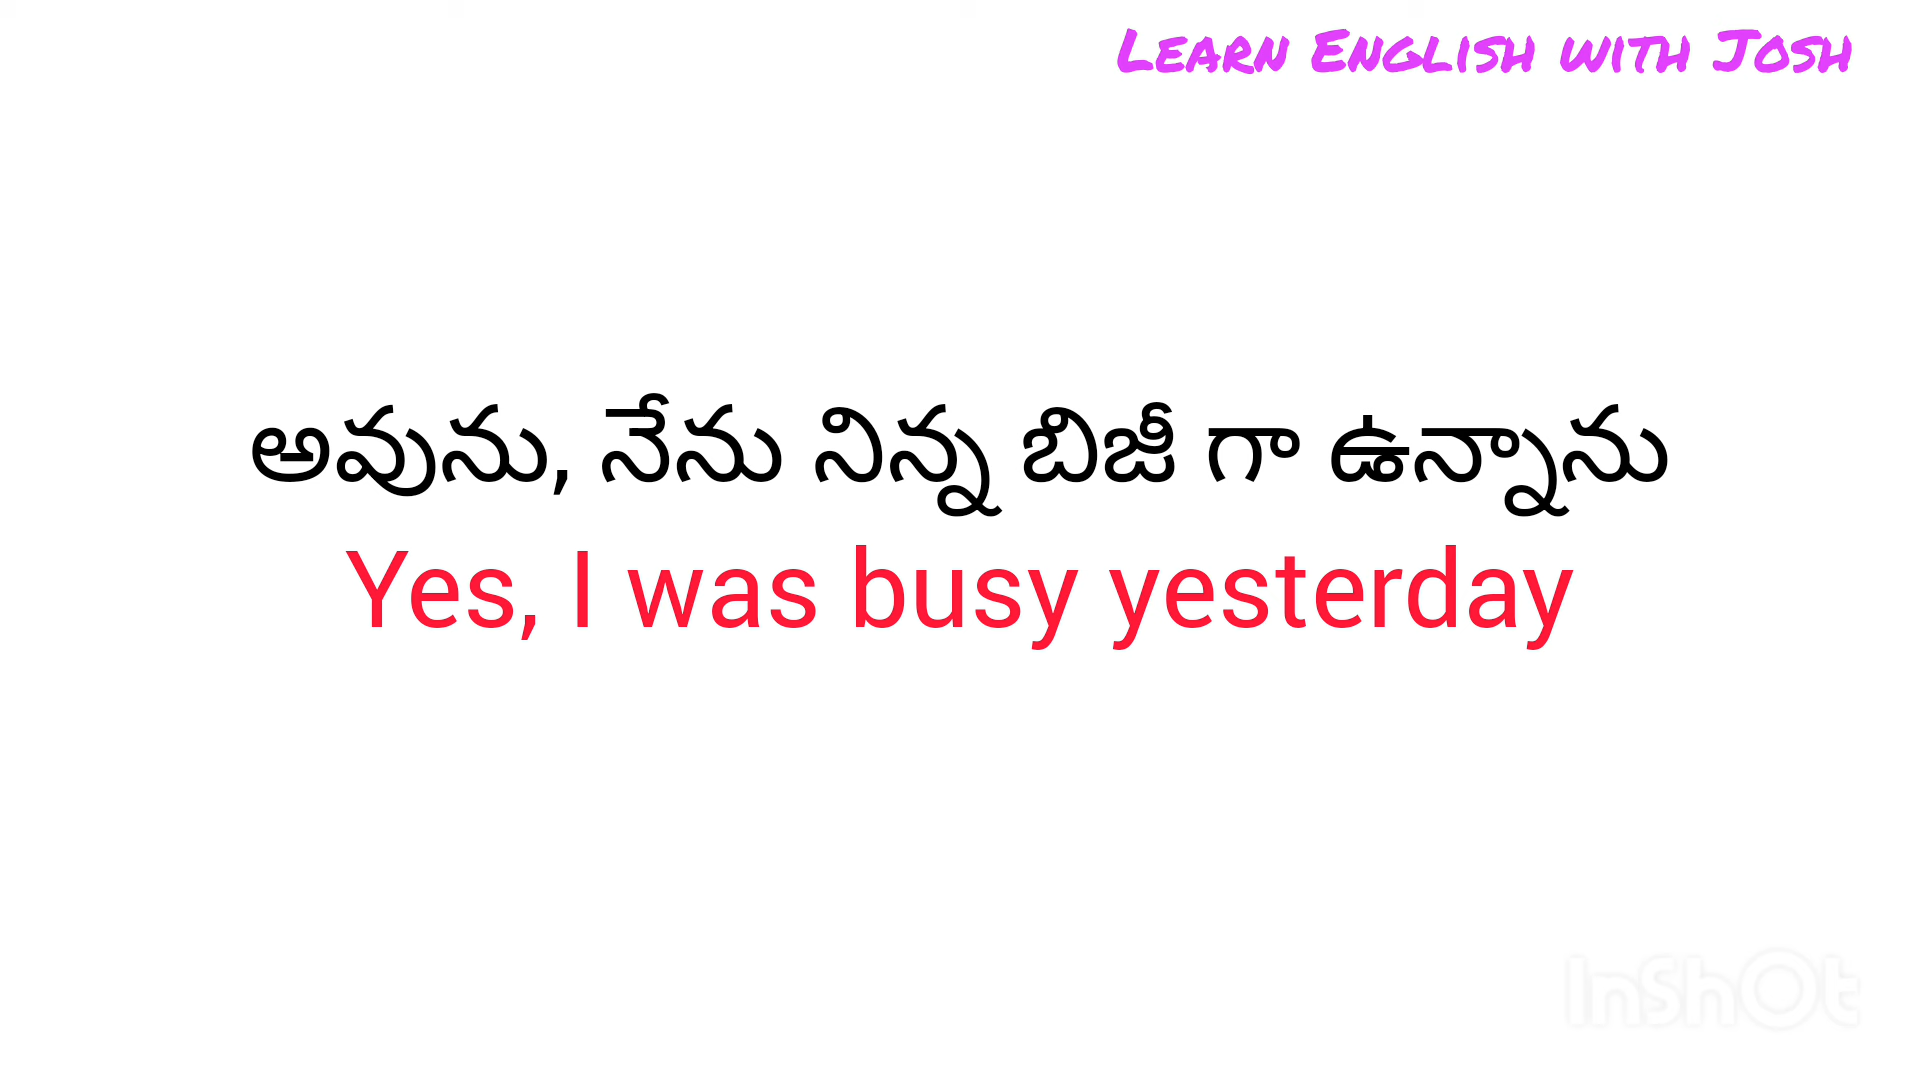 Learn English with Josh
అవును, నేను నిన్న బిజీ గా ఉన్నాను
Yes, I was busy yesterday
InShOt